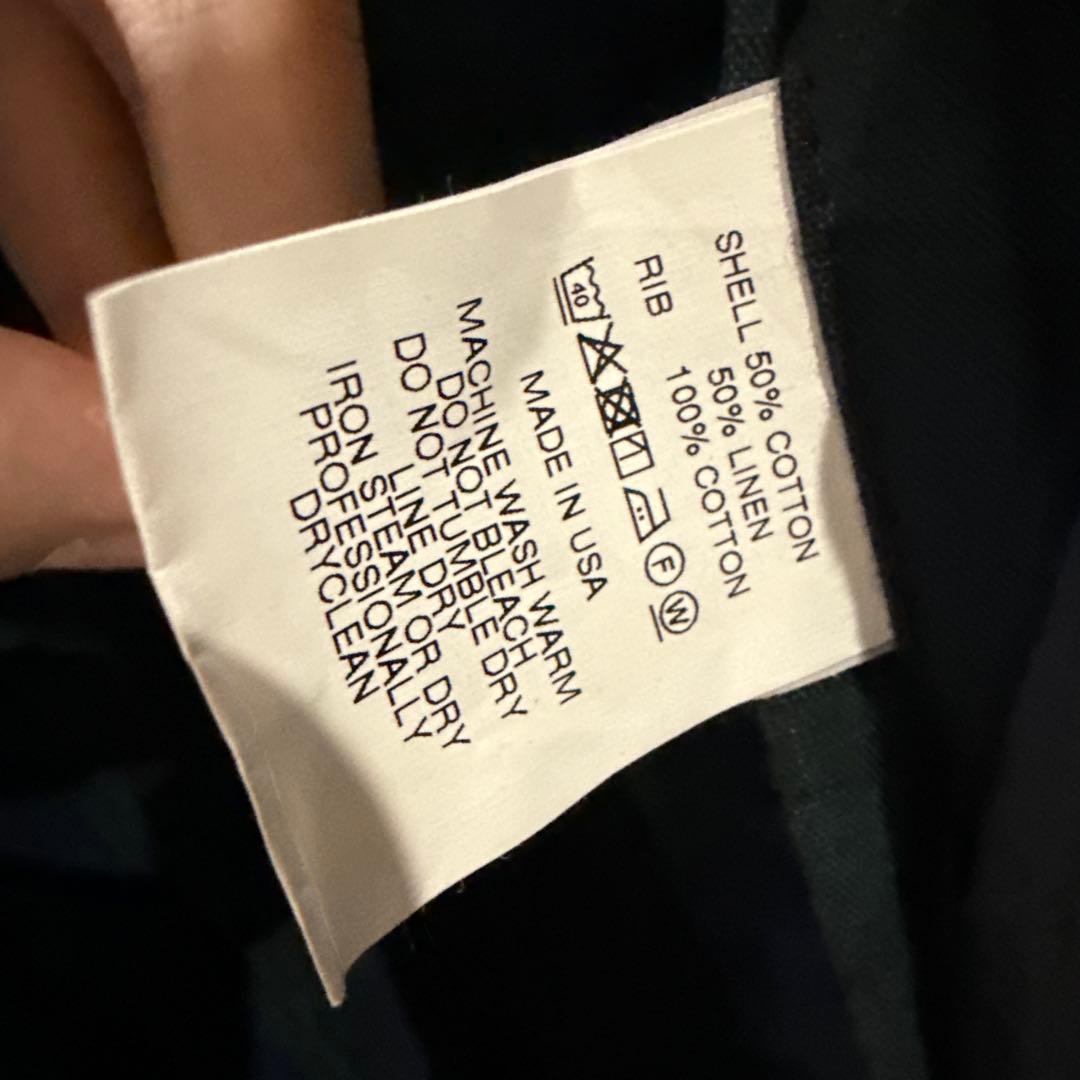 SHELL 50% COTTON
50% LINEN
RIB 100% COTTON
40 F W
MADE IN USA
MACHINE WASH WARM
DO NOT BLEACH
DO NOT TUMBLE DRY
LINE DRY
IRON STEAM OR DRY
PROFESSIONALLY
DRYCLEAN